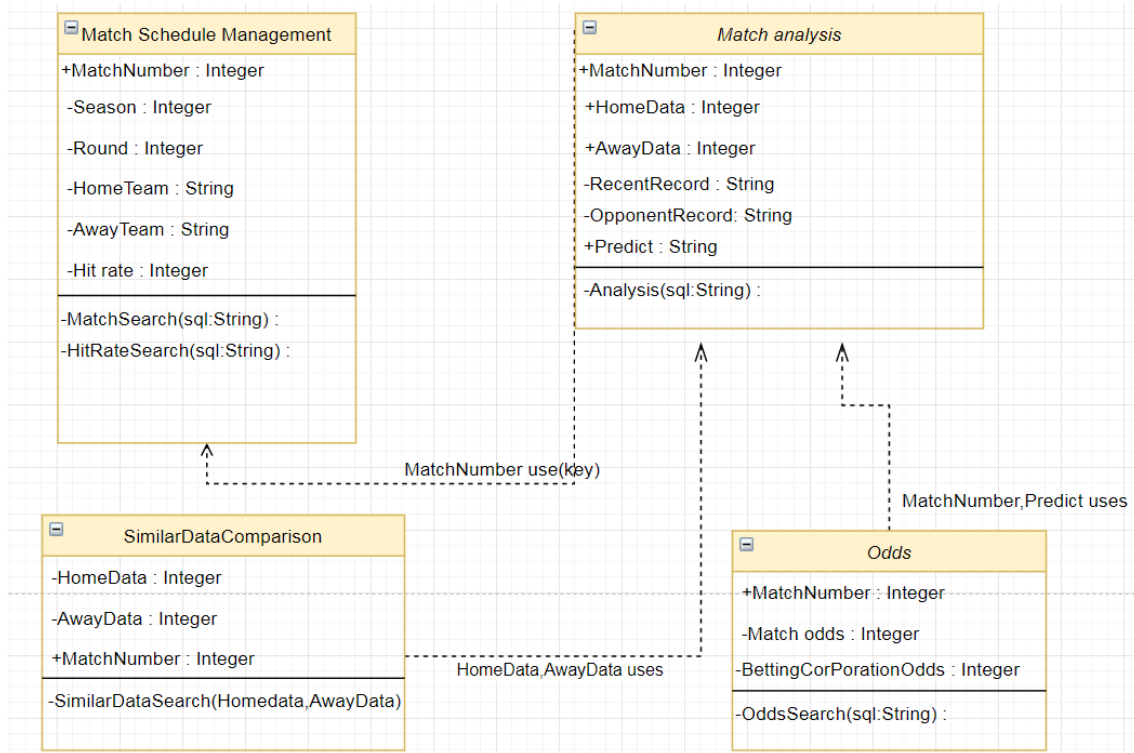 Match Schedule Management
+MatchNumber : Integer
-Season : Integer
-Round : Integer
-HomeTeam : String
-AwayTeam : String
-Hit rate : Integer
-MatchSearch(sql:String) :
-HitRateSearch(sql:String) :
Match analysis
+MatchNumber : Integer
+HomeData : Integer
+AwayData : Integer
-RecentRecord : String
-OpponentRecord: String
+Predict : String
-Analysis(sql:String) :
MatchNumber use(key)
MatchNumber,Predict uses
SimilarDataComparison
-HomeData : Integer
-AwayData : Integer
+MatchNumber : Integer
-SimilarDataSearch(Homedata,AwayData)
HomeData,AwayData uses
Odds
+MatchNumber : Integer
-Match odds : Integer
-BettingCorPorationOdds : Integer
-OddsSearch(sql:String) :